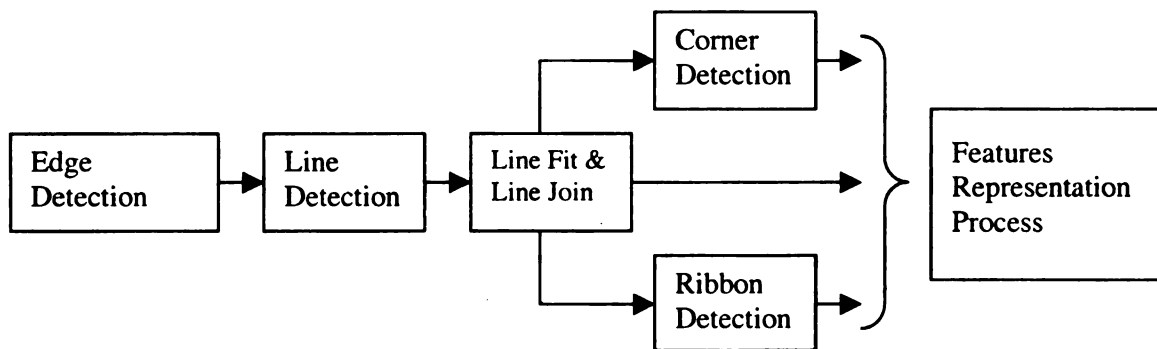 Edge
Detection
Line
Detection
Line Fit &
Line Join
Corner
Detection
Ribbon
Detection
Features
Representation
Process